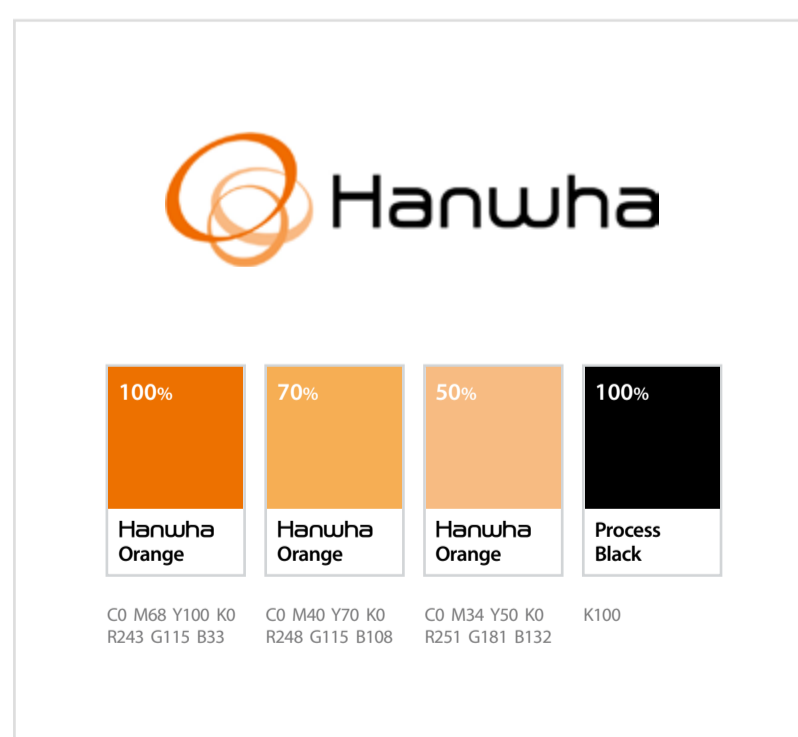 Hanwha
100% 70% 50% 100%
Hanwha Orange Hanwha Orange Hanwha Orange Process Black
C0 M68 Y100 K0 C0 M40 Y70 K0 C0 M34 Y50 K0 K100
R243 G115 B33 R248 G115 B108 R251 G181 B132